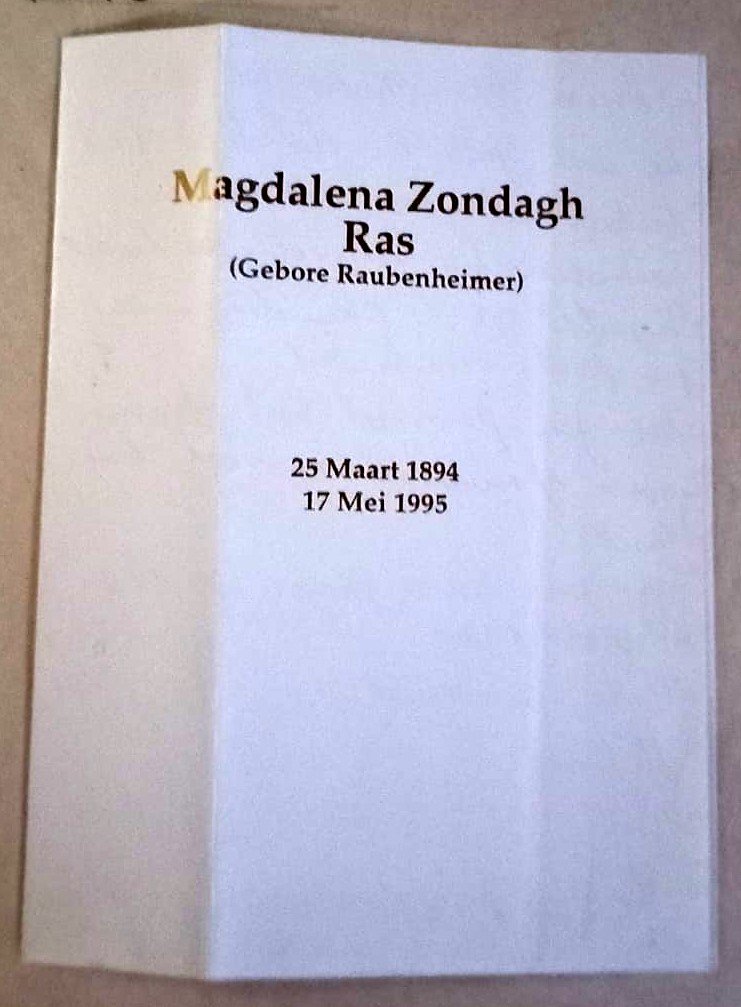 Magdalena Zondagh
Ras
(Gebore Raubenheimer)
25 Maart 1894
17 Mei 1995